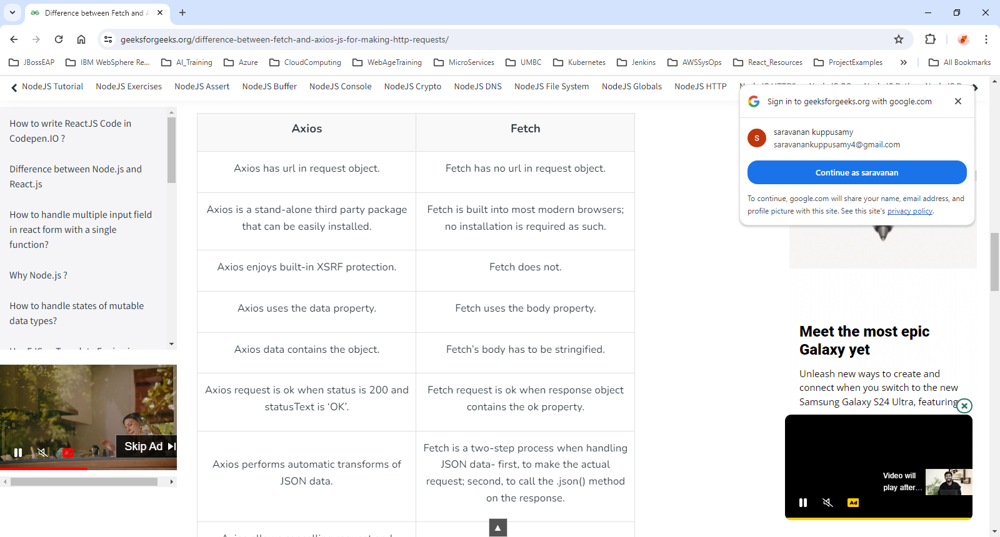 Difference between Fetch and A
geeksforgeeks.org/difference-between-fetch-and-axios-js-for-making-http-requests/
JBossEAP IBM WebSphere Re... AI_Training Azure CloudComputing WebAgeTraining MicroServices UMBC Kubernetes Jenkins AWSSysOps React_Resources ProjectExamples » All Bookmarks
NodeJS Tutorial NodeJS Exercises NodeJS Assert NodeJS Buffer NodeJS Console NodeJS Crypto NodeJS DNS NodeJS File System NodeJS Globals NodeJS HTTP
Sign in to geeksforgeeks.org with google.com
S
saravanan kuppusamy
saravanankuppusamy4@gmail.com
Continue as saravanan
To continue, google.com will share your name, email address, and
profile picture with this site. See this site's privacy policy.
How to write ReactJS Code in
Codepen.IO ?
Difference between Node.js and
React.js
How to handle multiple input field
in react form with a single
function?
Why Node.js ?
How to handle states of mutable
data types?
Skip Ad
Ad
Axios Fetch
Axios has url in request object. Fetch has no url in request object.
Axios is a stand-alone third party package Fetch is built into most modern browsers;
that can be easily installed. no installation is required as such.
Axios enjoys built-in XSRF protection. Fetch does not.
Axios uses the data property. Fetch uses the body property.
Axios data contains the object. Fetch’s body has to be stringified.
Axios request is ok when status is 200 and Fetch request is ok when response object
statusText is ‘OK’. contains the ok property.
Axios performs automatic transforms of
JSON data.
Fetch is a two-step process when handling
JSON data- first, to make the actual
request; second, to call the .json() method
on the response.
Meet the most epic
Galaxy yet
Unleash new ways to create and
connect when you switch to the new
Samsung Galaxy S24 Ultra, featuring
Video will
play after...
Ad